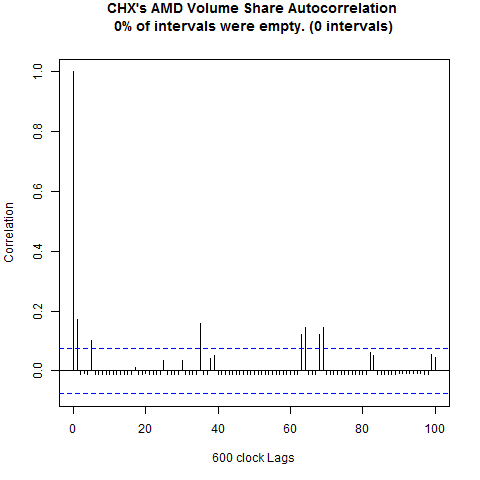 CHX's AMD Volume Share Autocorrelation
0% of intervals were empty. (0 intervals)
Correlation
1.0
0.8
0.6
0.4
0.2
0.0
0 20 40 60 80 100
600 clock Lags